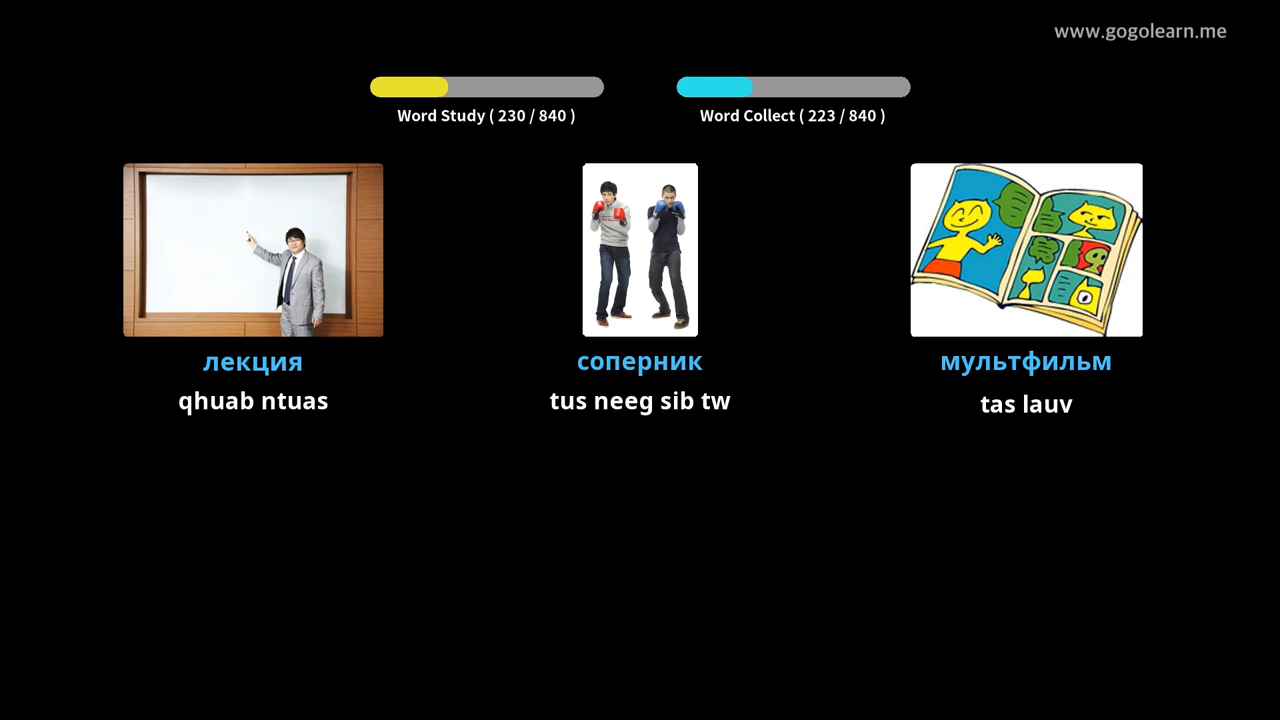 www.gogolearn.me
Word Study ( 230 / 840 )
Word Collect ( 223 / 840 )
лекция
соперник
мультфильм
qhuab ntuas
tus neeg sib tw
tas lauv